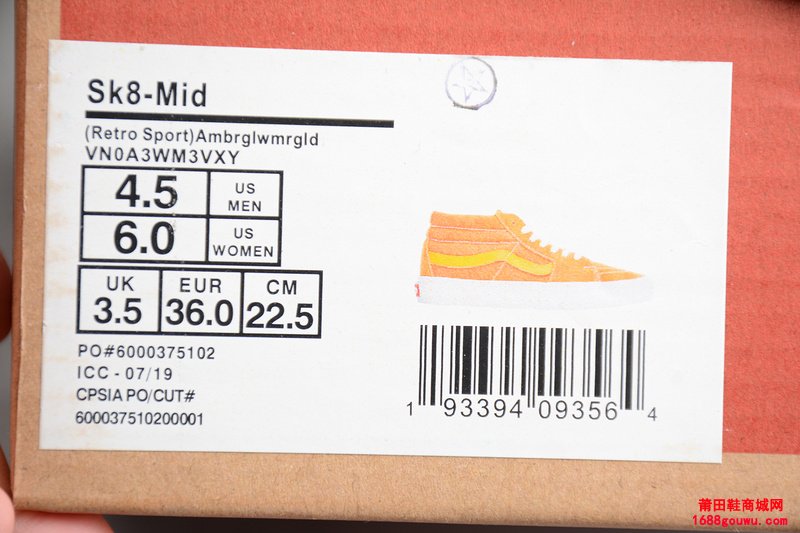 Sk8-Mid
(Retro Sport)Ambrglwmrgld
VN0A3WM3VXY
4.5 US MEN
6.0 US WOMEN
UK EUR CM
3.5 36.0 22.5
PO#6000375102
ICC - 07/19
CPSIA PO/CUT#
600037510200001
1 93394 09356 4
莆田鞋商城网
1688gouwu.com